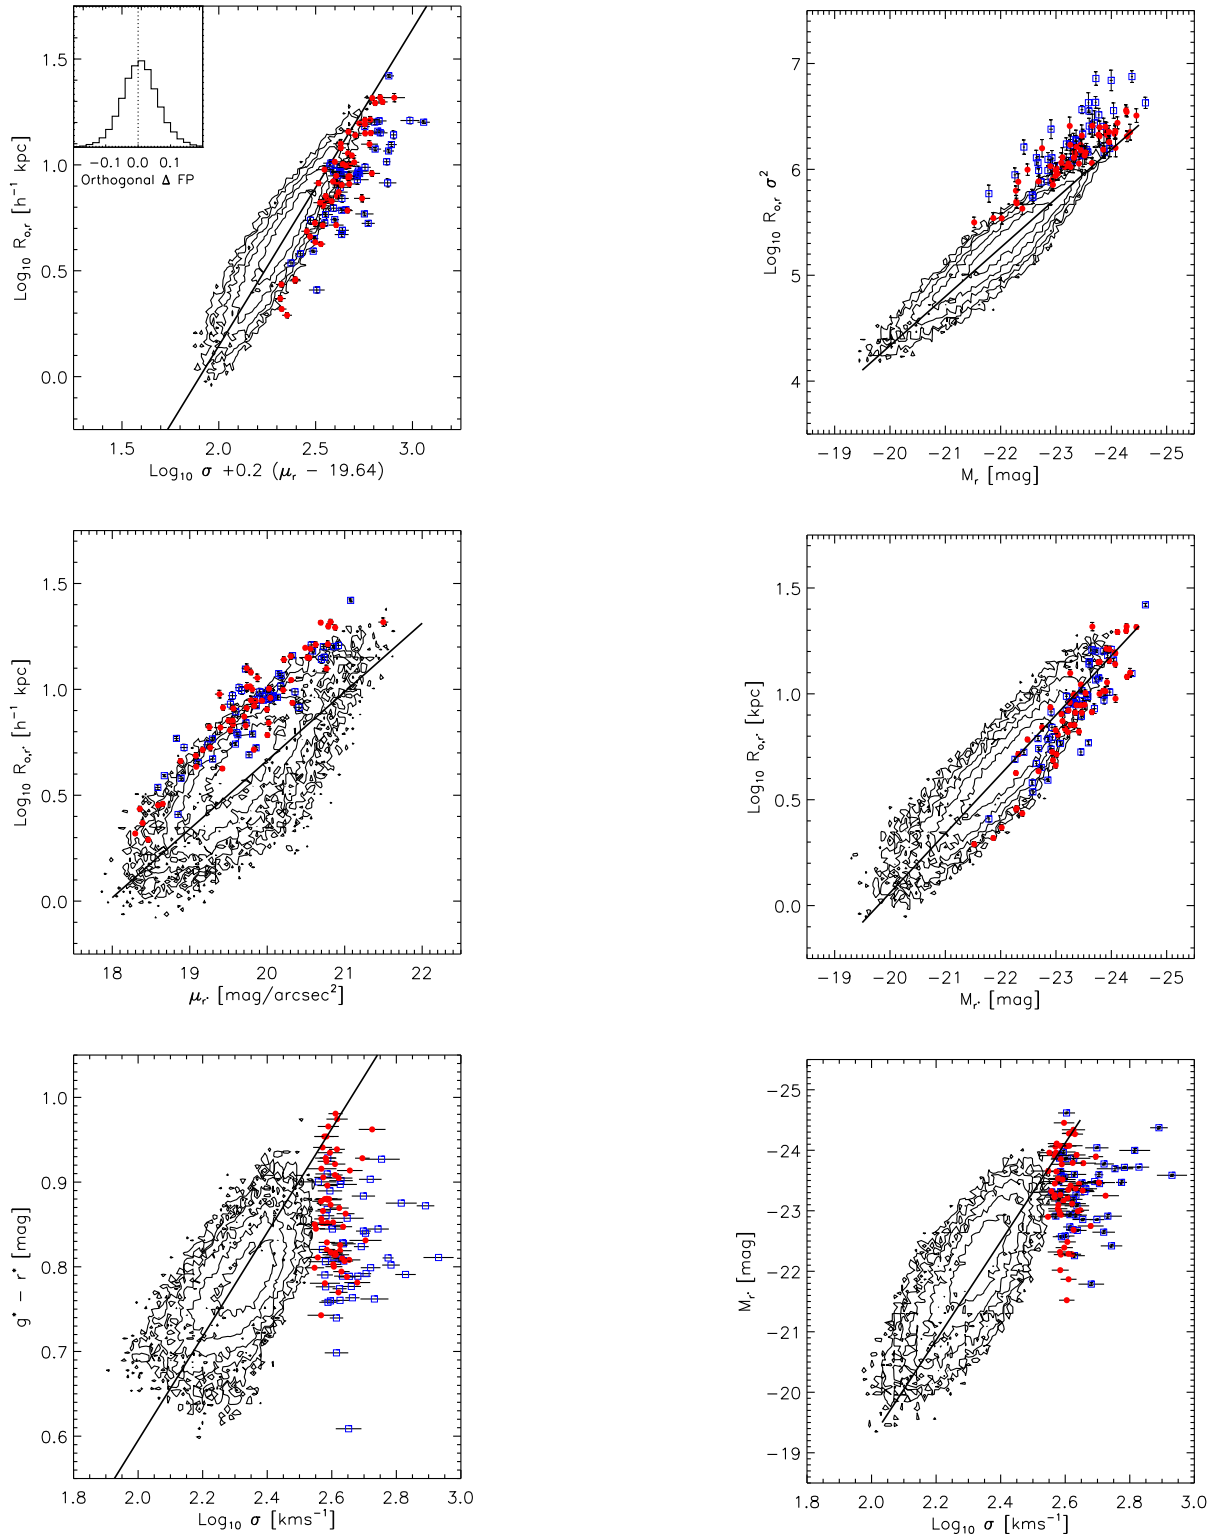 −0.1 0.0 0.1
Orthogonal Δ FP
1.5
1.0
0.5
0.0
Log₁₀ R₀,ᵣ [h⁻¹ kpc]
1.5 2.0 2.5 3.0
Log₁₀ σ +0.2 (μᵣ − 19.64)
7
6
5
4
Log₁₀ R₀,ᵣ σ²
−19 −20 −21 −22 −23 −24 −25
Mᵣ [mag]
1.5
1.0
0.5
0.0
Log₁₀ R₀,ᵣ* [h⁻¹ kpc]
18 19 20 21 22
μᵣ* [mag/arcsec²]
1.5
1.0
0.5
0.0
Log₁₀ R₀,ᵣ* [kpc]
−19 −20 −21 −22 −23 −24 −25
Mᵣ* [mag]
1.0
0.9
0.8
0.7
0.6
g* − r* [mag]
1.8 2.0 2.2 2.4 2.6 2.8 3.0
Log₁₀ σ [kms⁻¹]
−25
−24
−23
−22
−21
−20
−19
Mᵣ* [mag]
1.8 2.0 2.2 2.4 2.6 2.8 3.0
Log₁₀ σ [kms⁻¹]